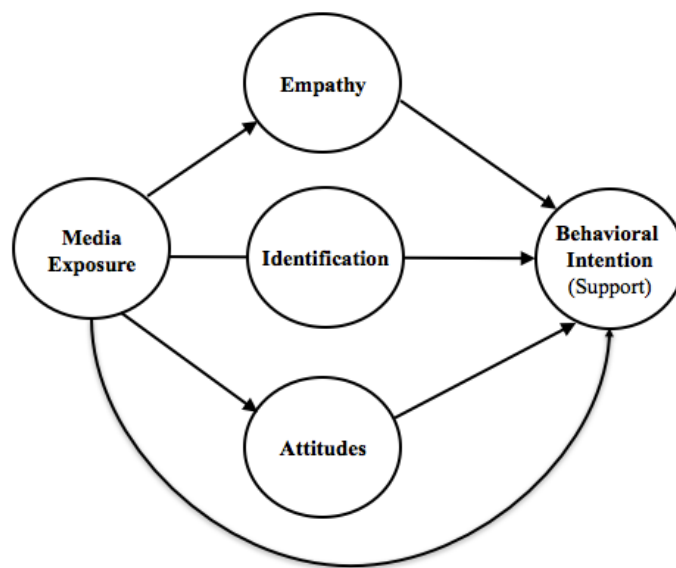 Empathy
Media
Exposure
Identification
Behavioral
Intention
(Support)
Attitudes